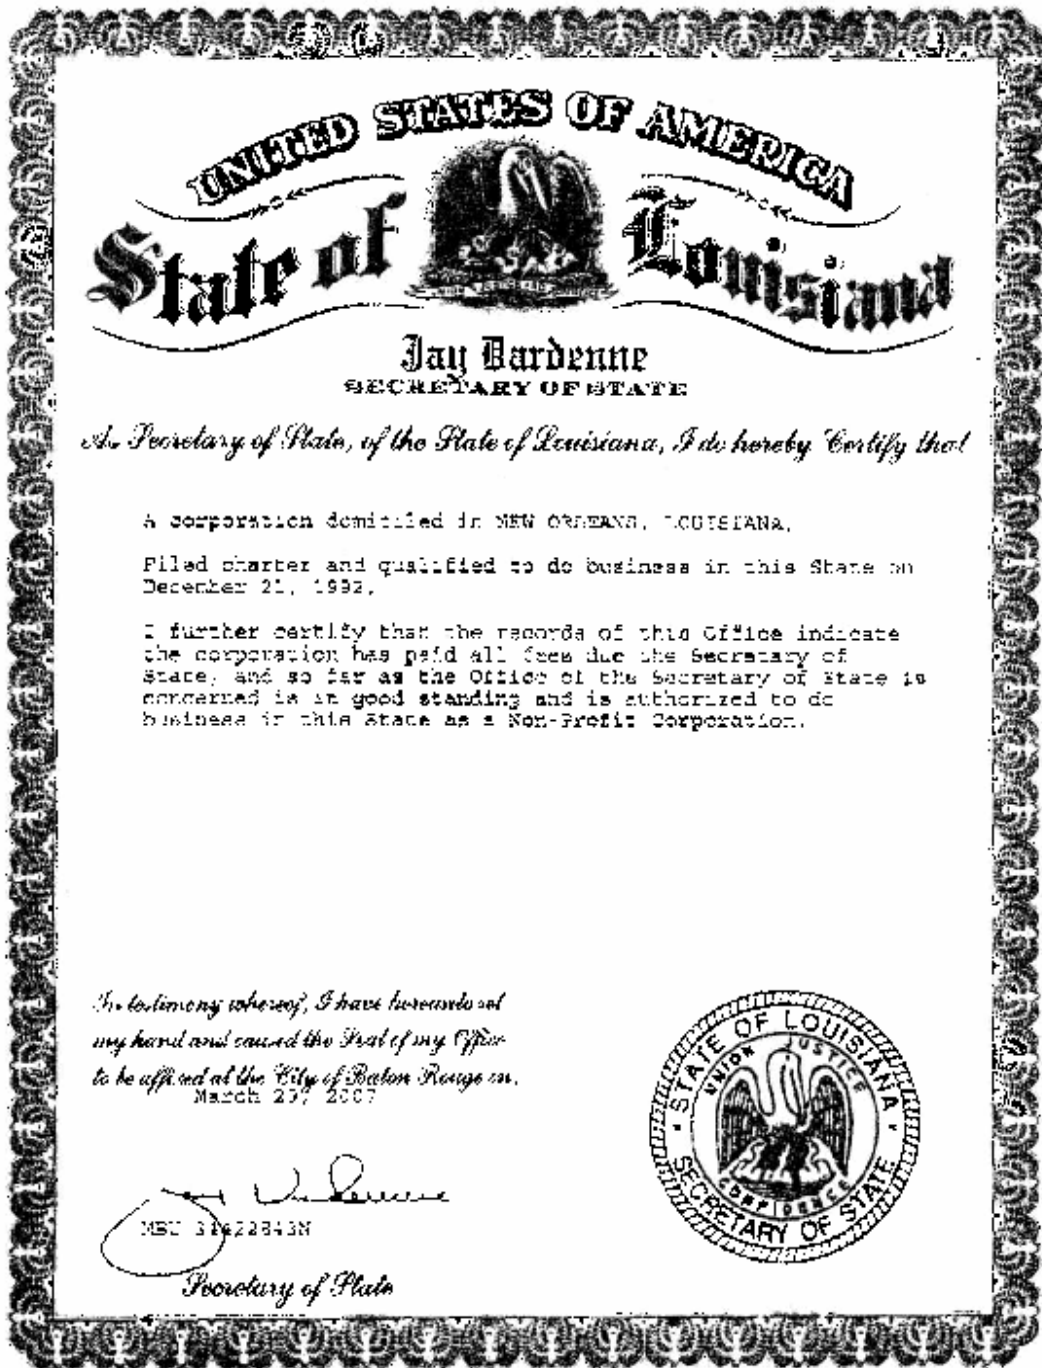 UNITED STATES OF AMERICA
State of Louisiana
Jay Dardenne
SECRETARY OF STATE
As Secretary of State, of the State of Louisiana, I do hereby Certify that
A corporation domiciled in NEW ORLEANS, LOUISIANA,
Filed charter and qualified to do business in this State on
December 21, 1992,
I further certify that the records of this Office indicate
the corporation has paid all fees due the Secretary of
State, and so far as the Office of the Secretary of State is
concerned is in good standing and is authorized to do
business in this State as a Non-Profit Corporation.
In testimony whereof, I have hereunto set
my hand and caused the Seal of my Office
to be affixed at the City of Baton Rouge on,
March 2007
Secretary of State
STATE OF LOUISIANA
UNION JUSTICE
CONFIDENCE
SECRETARY OF STATE